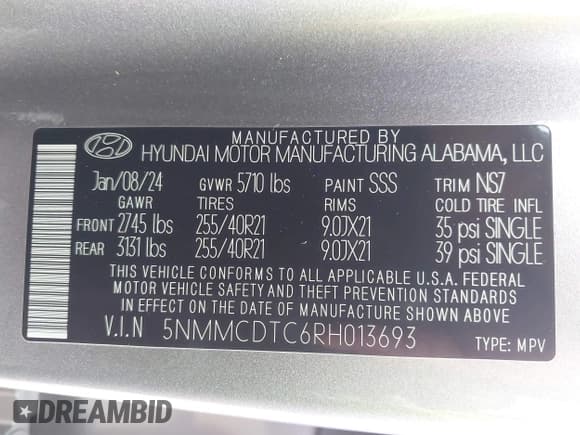 MANUFACTURED BY
HYUNDAI MOTOR MANUFACTURING ALABAMA, LLC
Jan/08/24 GVWR 5710 lbs PAINT SSS TRIM NS7
GAWR TIRES RIMS COLD TIRE INFL
FRONT 2745 lbs 255/40R21 9.0JX21 35 psi SINGLE
REAR 3131 lbs 255/40R21 9.0JX21 39 psi SINGLE
THIS VEHICLE CONFORMS TO ALL APPLICABLE U.S.A. FEDERAL
MOTOR VEHICLE SAFETY AND THEFT PREVENTION STANDARDS
IN EFFECT ON THE DATE OF MANUFACTURE SHOWN ABOVE.
V.I.N 5NMMCDTC6RH013693 TYPE: MPV
DREAMBID